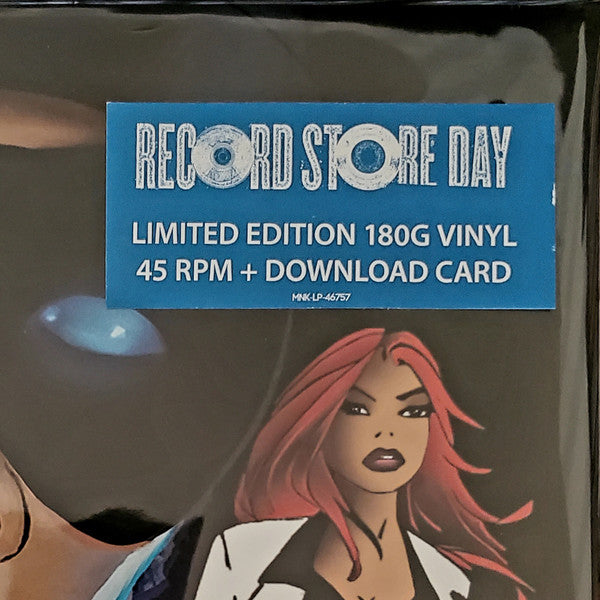 RECORD STORE DAY
LIMITED EDITION 180G VINYL
45 RPM + DOWNLOAD CARD
MNK-LP-46757